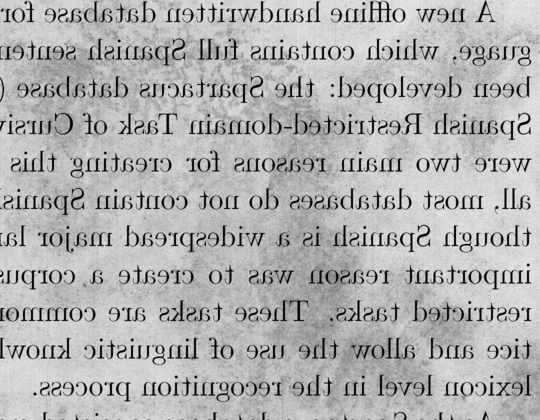 A new offline handwritten database for
guage, which contains full Spanish senten
been developed: the Spartacus database (
Spanish Restricted-domain Task of Cursiv
were two main reasons for creating this
all, most databases do not contain Spanis
though Spanish is a widespread major lan
important reason was to create a corpus
restricted tasks. These tasks are common
tice and allow the use of linguistic knowl
lexicon level in the recognition process.